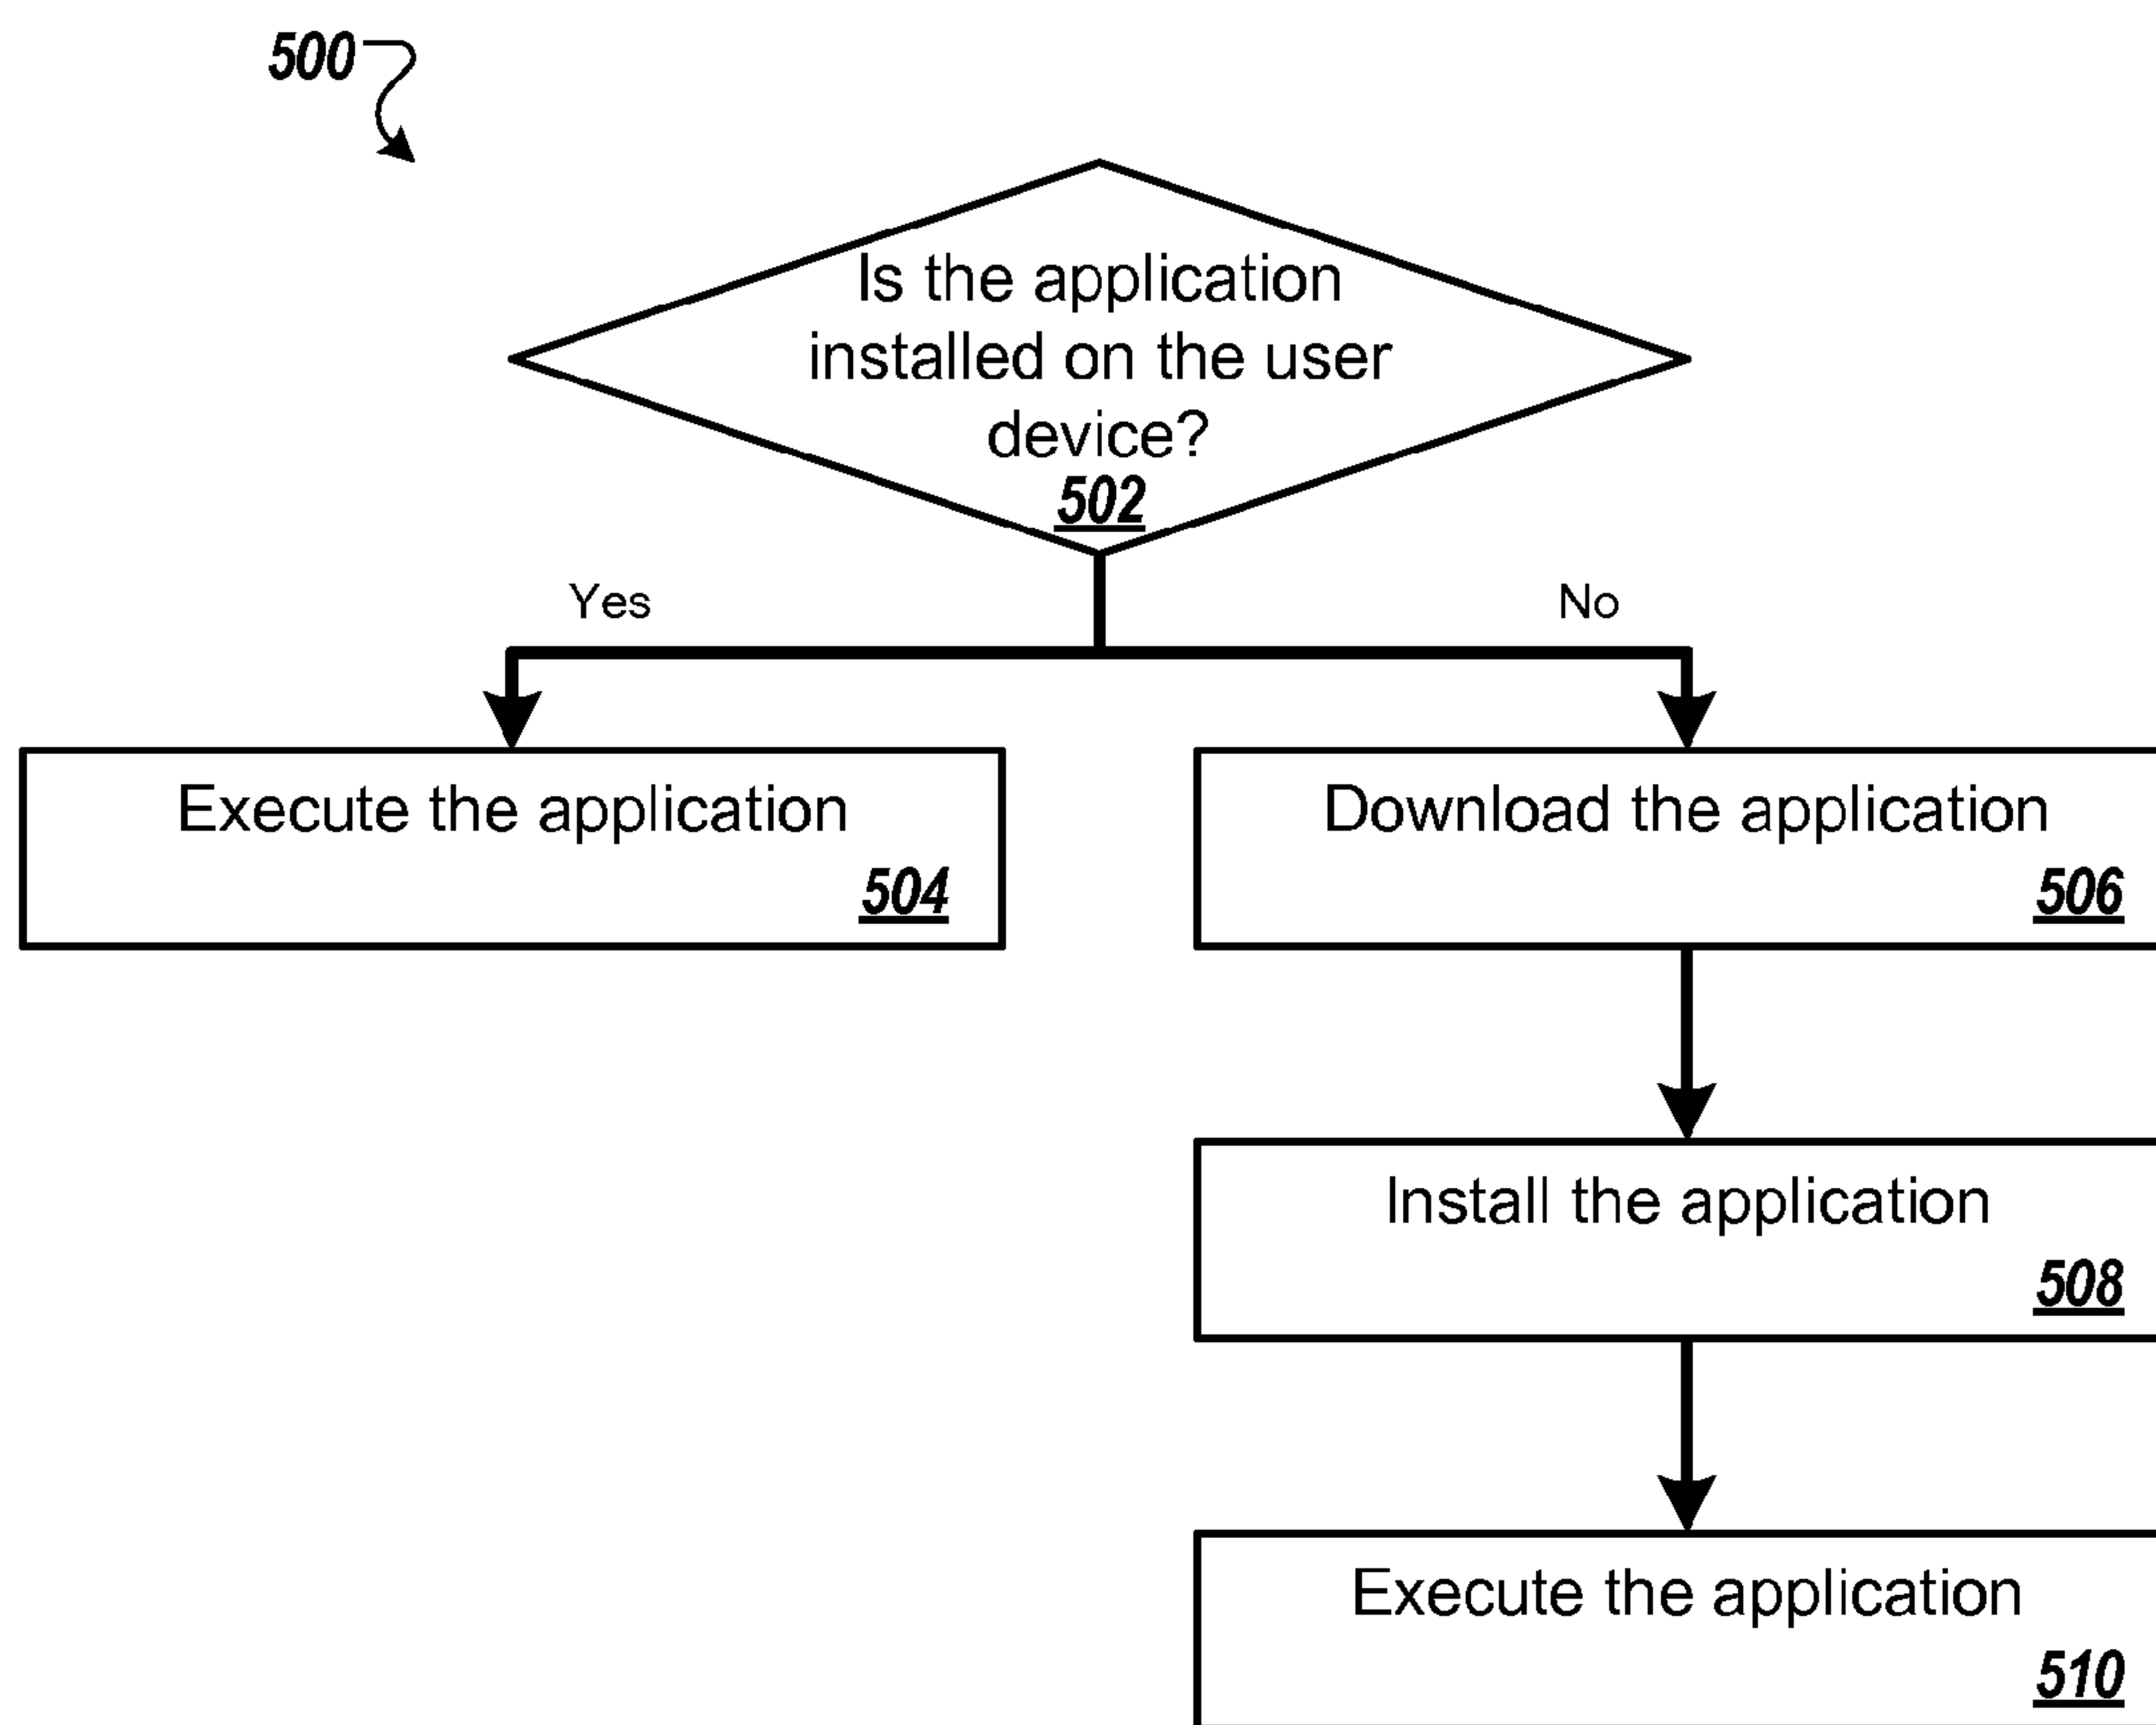 500
Is the application
installed on the user
device?
502
Yes
No
Execute the application
504
Download the application
506
Install the application
508
Execute the application
510